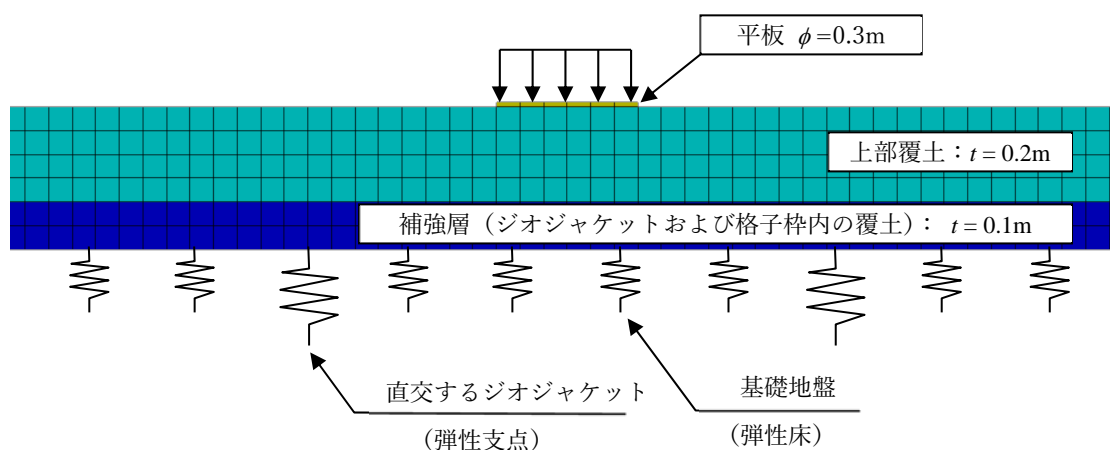 平板 ϕ=0.3m
上部覆土：t = 0.2m
補強層（ジオジャケットおよび格子枠内の覆土）： t = 0.1m
直交するジオジャケット
（弾性支点）
基礎地盤
（弾性床）